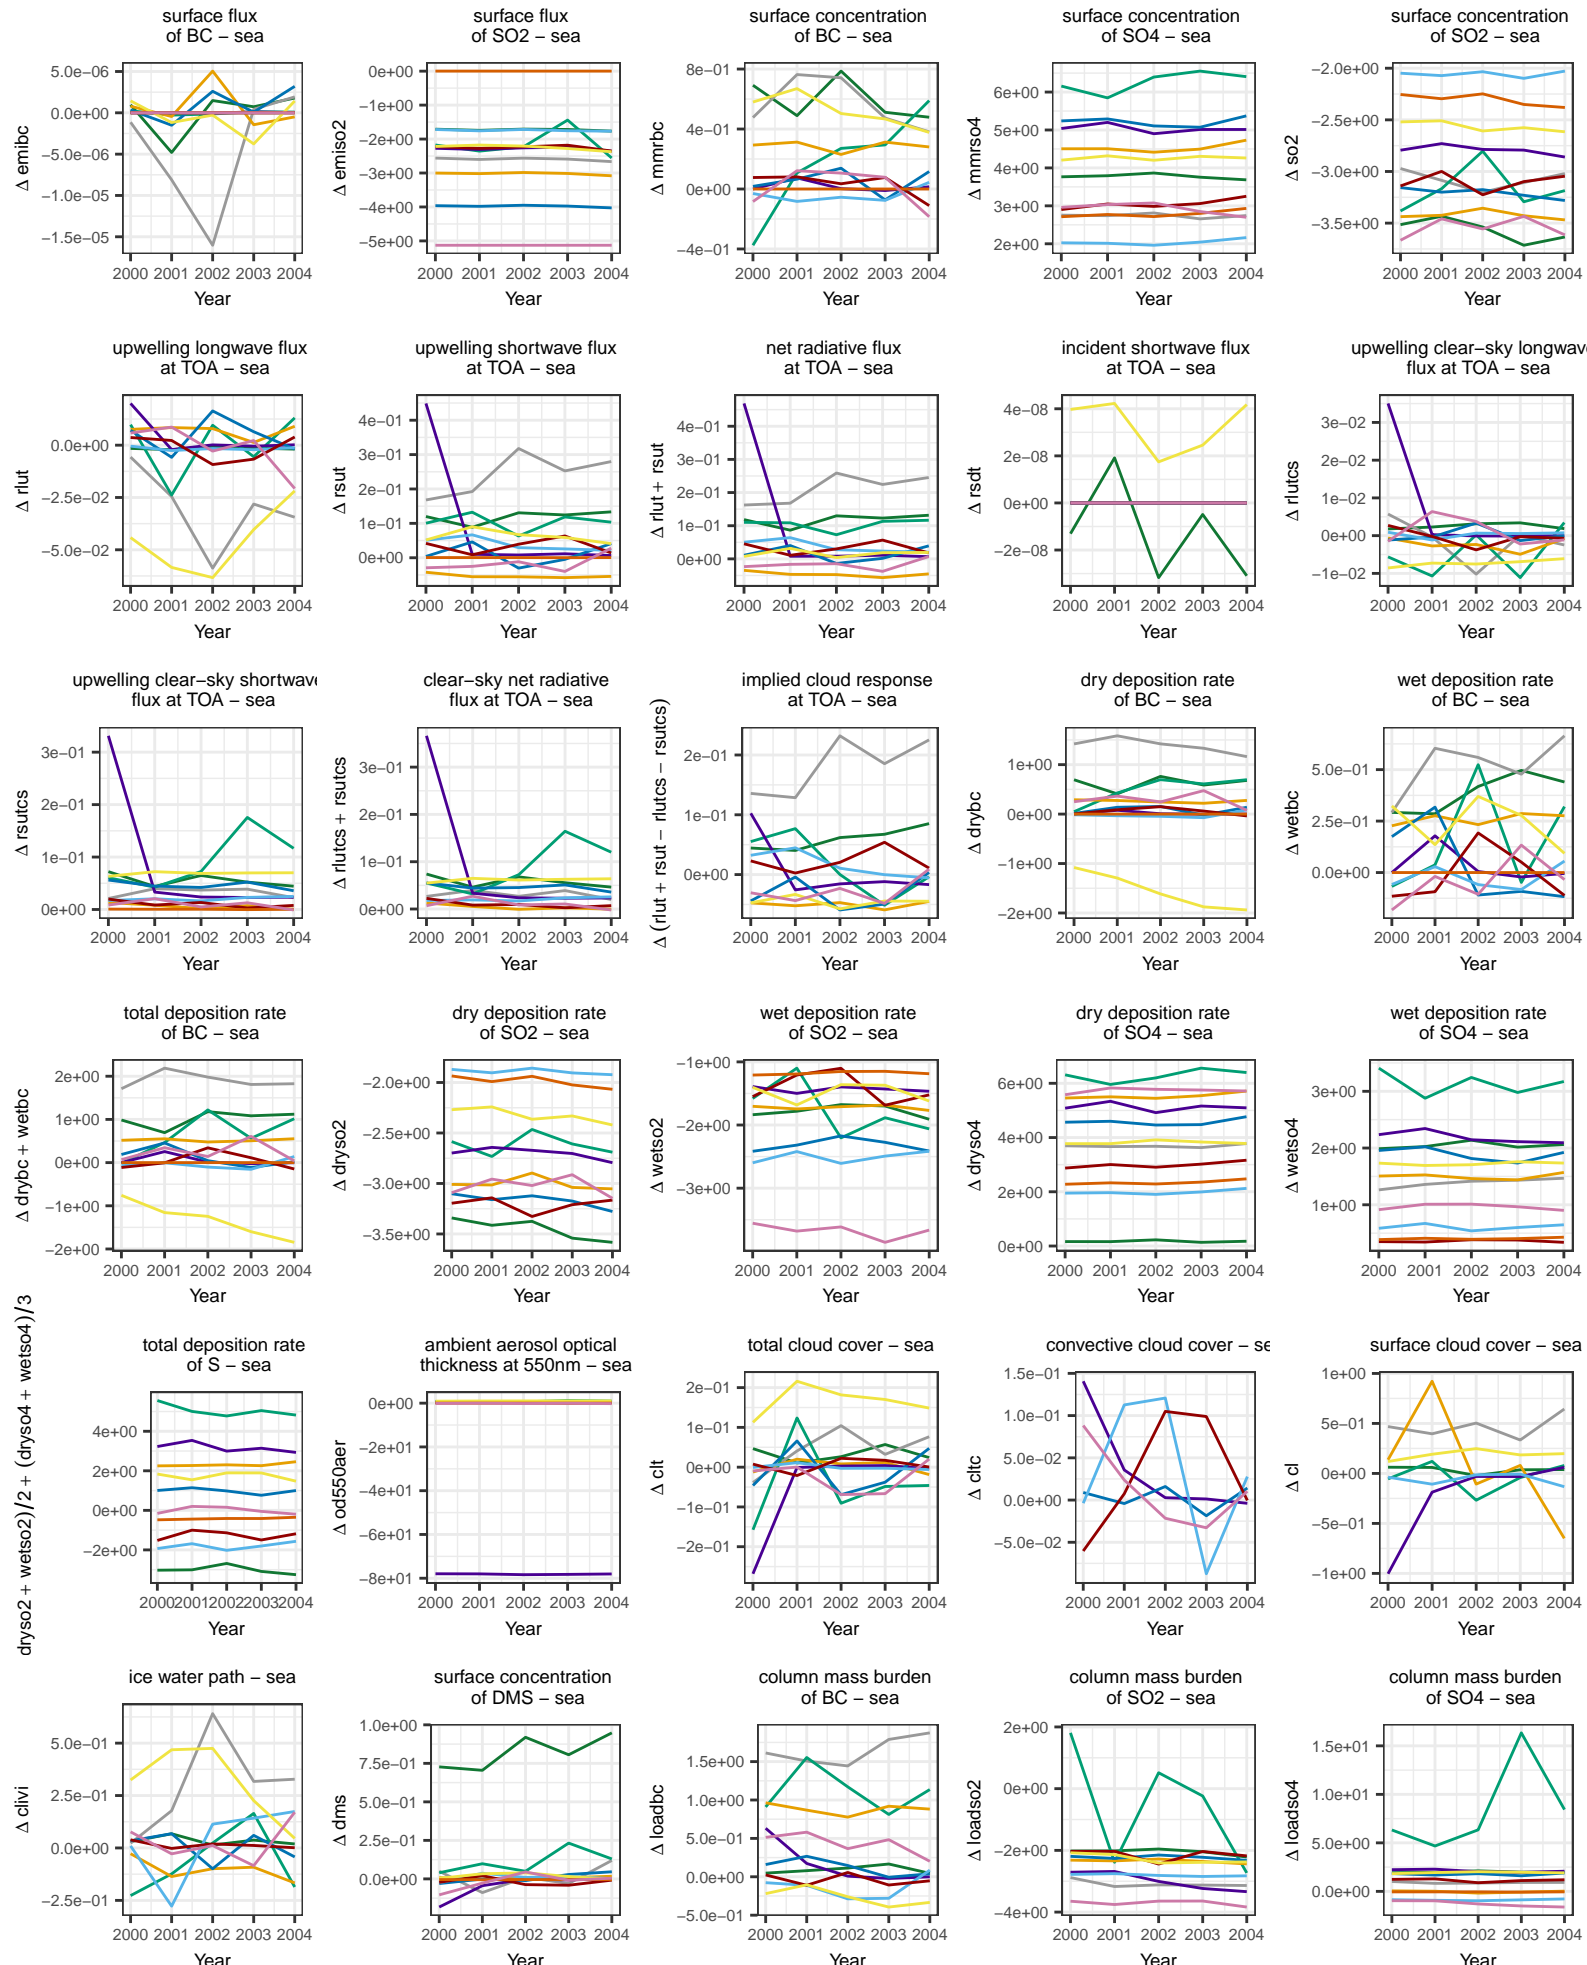 surface flux
of BC − sea
Δ emibc
5.0e−06
0.0e+00
−5.0e−06
−1.0e−05
−1.5e−05
2000 2001 2002 2003 2004
Year
surface flux
of SO2 − sea
Δ emiso2
0e+00
−1e+00
−2e+00
−3e+00
−4e+00
−5e+00
2000 2001 2002 2003 2004
Year
surface concentration
of BC − sea
Δ mmrbc
8e−01
4e−01
0e+00
−4e−01
2000 2001 2002 2003 2004
Year
surface concentration
of SO4 − sea
Δ mmrso4
6e+00
5e+00
4e+00
3e+00
2e+00
2000 2001 2002 2003 2004
Year
surface concentration
of SO2 − sea
Δ so2
−2.0e+00
−2.5e+00
−3.0e+00
−3.5e+00
2000 2001 2002 2003 2004
Year
upwelling longwave flux
at TOA − sea
Δ rlut
0.0e+00
−2.5e−02
−5.0e−02
2000 2001 2002 2003 2004
Year
upwelling shortwave flux
at TOA − sea
Δ rsut
4e−01
3e−01
2e−01
1e−01
0e+00
2000 2001 2002 2003 2004
Year
net radiative flux
at TOA − sea
Δ rlut + rsut
4e−01
3e−01
2e−01
1e−01
0e+00
2000 2001 2002 2003 2004
Year
incident shortwave flux
at TOA − sea
Δ rsdt
4e−08
2e−08
0e+00
−2e−08
2000 2001 2002 2003 2004
Year
upwelling clear−sky longwav
flux at TOA − sea
Δ rlutcs
3e−02
2e−02
1e−02
0e+00
−1e−02
2000 2001 2002 2003 2004
Year
upwelling clear−sky shortwav
flux at TOA − sea
Δ rsutcs
3e−01
2e−01
1e−01
0e+00
2000 2001 2002 2003 2004
Year
clear−sky net radiative
flux at TOA − sea
Δ rlutcs + rsutcs
3e−01
2e−01
1e−01
0e+00
2000 2001 2002 2003 2004
Year
implied cloud response
at TOA − sea
Δ (rlut + rsut − rlutcs − rsutcs)
2e−01
1e−01
0e+00
2000 2001 2002 2003 2004
Year
dry deposition rate
of BC − sea
Δ drybc
1e+00
0e+00
−1e+00
−2e+00
2000 2001 2002 2003 2004
Year
wet deposition rate
of BC − sea
Δ wetbc
5.0e−01
2.5e−01
0.0e+00
2000 2001 2002 2003 2004
Year
total deposition rate
of BC − sea
Δ drybc + wetbc
2e+00
1e+00
0e+00
−1e+00
−2e+00
2000 2001 2002 2003 2004
Year
dry deposition rate
of SO2 − sea
Δ dryso2
−2.0e+00
−2.5e+00
−3.0e+00
−3.5e+00
2000 2001 2002 2003 2004
Year
wet deposition rate
of SO2 − sea
Δ wetso2
−1e+00
−2e+00
−3e+00
2000 2001 2002 2003 2004
Year
dry deposition rate
of SO4 − sea
Δ dryso4
6e+00
4e+00
2e+00
0e+00
2000 2001 2002 2003 2004
Year
wet deposition rate
of SO4 − sea
Δ wetso4
3e+00
2e+00
1e+00
2000 2001 2002 2003 2004
Year
total deposition rate
of S − sea
dryso2 + wetso2)/2 + (dryso4 + wetso4)/3
4e+00
2e+00
0e+00
−2e+00
2000 2001 2002 2003 2004
Year
ambient aerosol optical
thickness at 550nm − sea
Δ od550aer
0e+00
−2e+01
−4e+01
−6e+01
−8e+01
2000 2001 2002 2003 2004
Year
total cloud cover − sea
Δ clt
2e−01
1e−01
0e+00
−1e−01
−2e−01
2000 2001 2002 2003 2004
Year
convective cloud cover − se
Δ cltc
1.5e−01
1.0e−01
5.0e−02
0.0e+00
−5.0e−02
2000 2001 2002 2003 2004
Year
surface cloud cover − sea
Δ cl
1e+00
5e−01
0e+00
−5e−01
−1e+00
2000 2001 2002 2003 2004
Year
ice water path − sea
Δ clivi
5.0e−01
2.5e−01
0.0e+00
−2.5e−01
2000 2001 2002 2003 2004
Year
surface concentration
of DMS − sea
Δ dms
1.0e+00
7.5e−01
5.0e−01
2.5e−01
0.0e+00
2000 2001 2002 2003 2004
Year
column mass burden
of BC − sea
Δ loadbc
1.5e+00
1.0e+00
5.0e−01
0.0e+00
−5.0e−01
2000 2001 2002 2003 2004
Year
column mass burden
of SO2 − sea
Δ loadso2
2e+00
0e+00
−2e+00
−4e+00
2000 2001 2002 2003 2004
Year
column mass burden
of SO4 − sea
Δ loadso4
1.5e+01
1.0e+01
5.0e+00
0.0e+00
2000 2001 2002 2003 2004
Year